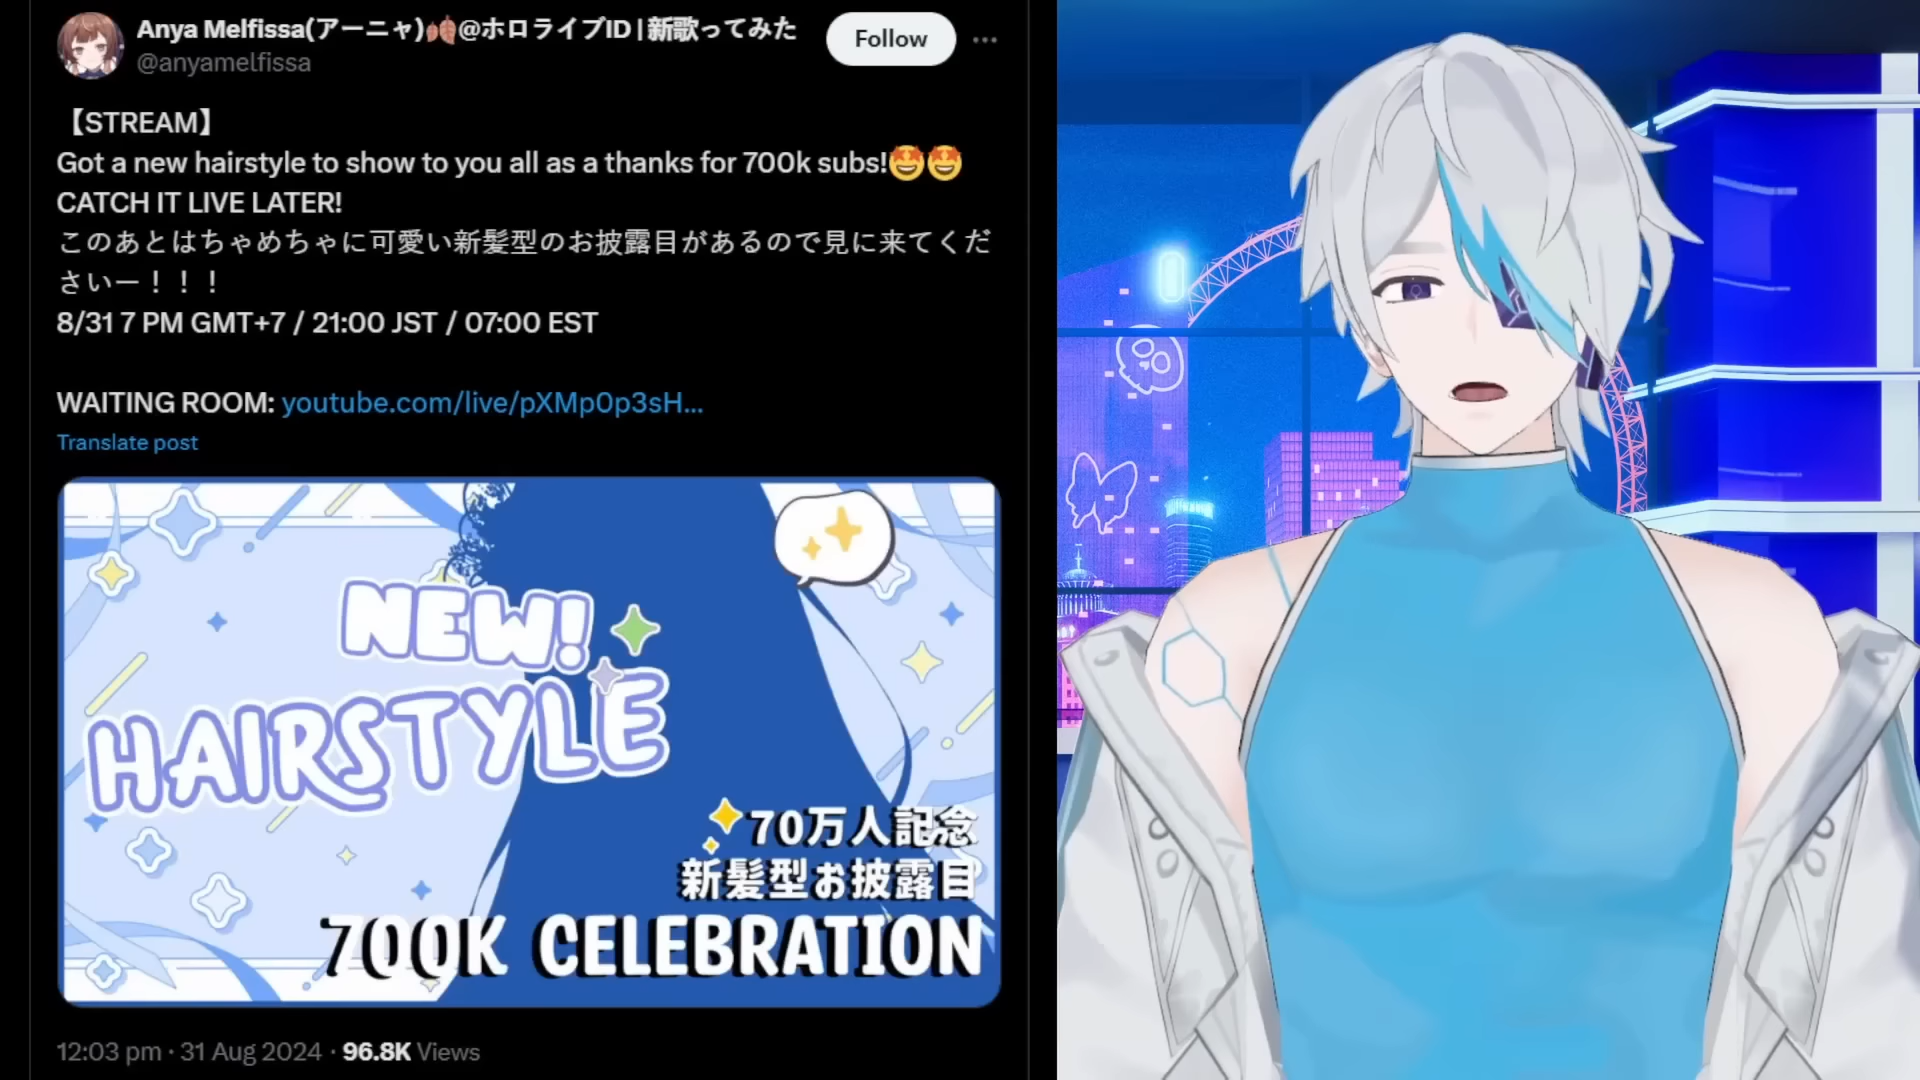 Anya Melfissa(アーニャ)🍂@ホロライブID | 新歌ってみた
@anyamelfissa
Follow
【STREAM】
Got a new hairstyle to show to you all as a thanks for 700k subs!🤩🤩
CATCH IT LIVE LATER!
このあとはちゃめちゃに可愛い新髪型のお披露目があるので見に来てくだ
さいー！！！
8/31 7 PM GMT+7 / 21:00 JST / 07:00 EST
WAITING ROOM: youtube.com/live/pXMp0p3sH...
Translate post
NEW!
HAIRSTYLE
70万人記念
新髪型お披露目
700K CELEBRATION
12:03 pm · 31 Aug 2024 · 96.8K Views